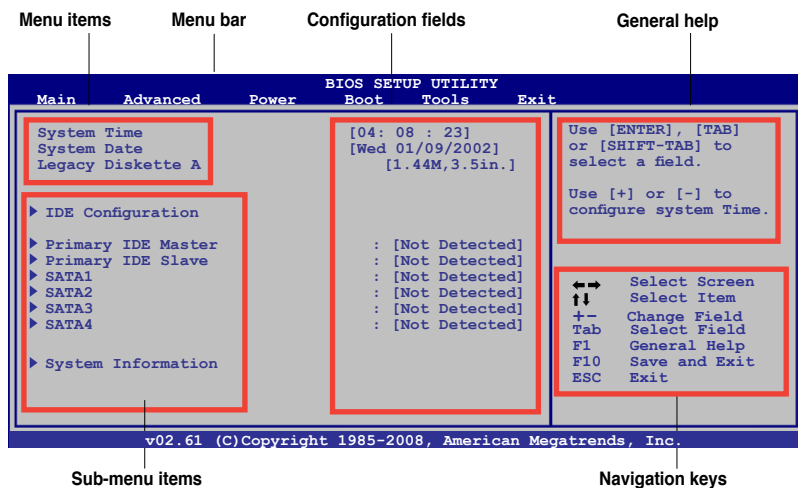 Menu items Menu bar Configuration fields General help
BIOS SETUP UTILITY
Main Advanced Power Boot Tools Exit
System Time [04: 08 : 23]
System Date [Wed 01/09/2002]
Legacy Diskette A [1.44M,3.5in.]
IDE Configuration
Primary IDE Master : [Not Detected]
Primary IDE Slave : [Not Detected]
SATA1 : [Not Detected]
SATA2 : [Not Detected]
SATA3 : [Not Detected]
SATA4 : [Not Detected]
System Information
Use [ENTER], [TAB]
or [SHIFT-TAB] to
select a field.
Use [+] or [-] to
configure system Time.
←→ Select Screen
↑↓ Select Item
+- Change Field
Tab Select Field
F1 General Help
F10 Save and Exit
ESC Exit
v02.61 (C)Copyright 1985-2008, American Megatrends, Inc.
Sub-menu items Navigation keys